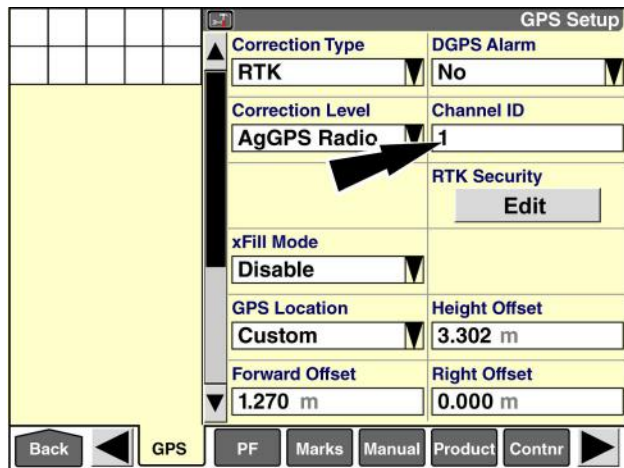 GPS Setup
Correction Type
DGPS Alarm
RTK
No
Correction Level
Channel ID
AgGPS Radio
1
RTK Security
Edit
xFill Mode
Disable
GPS Location
Height Offset
Custom
3.302 m
Forward Offset
Right Offset
1.270 m
0.000 m
Back
GPS
PF
Marks
Manual
Product
Contnr